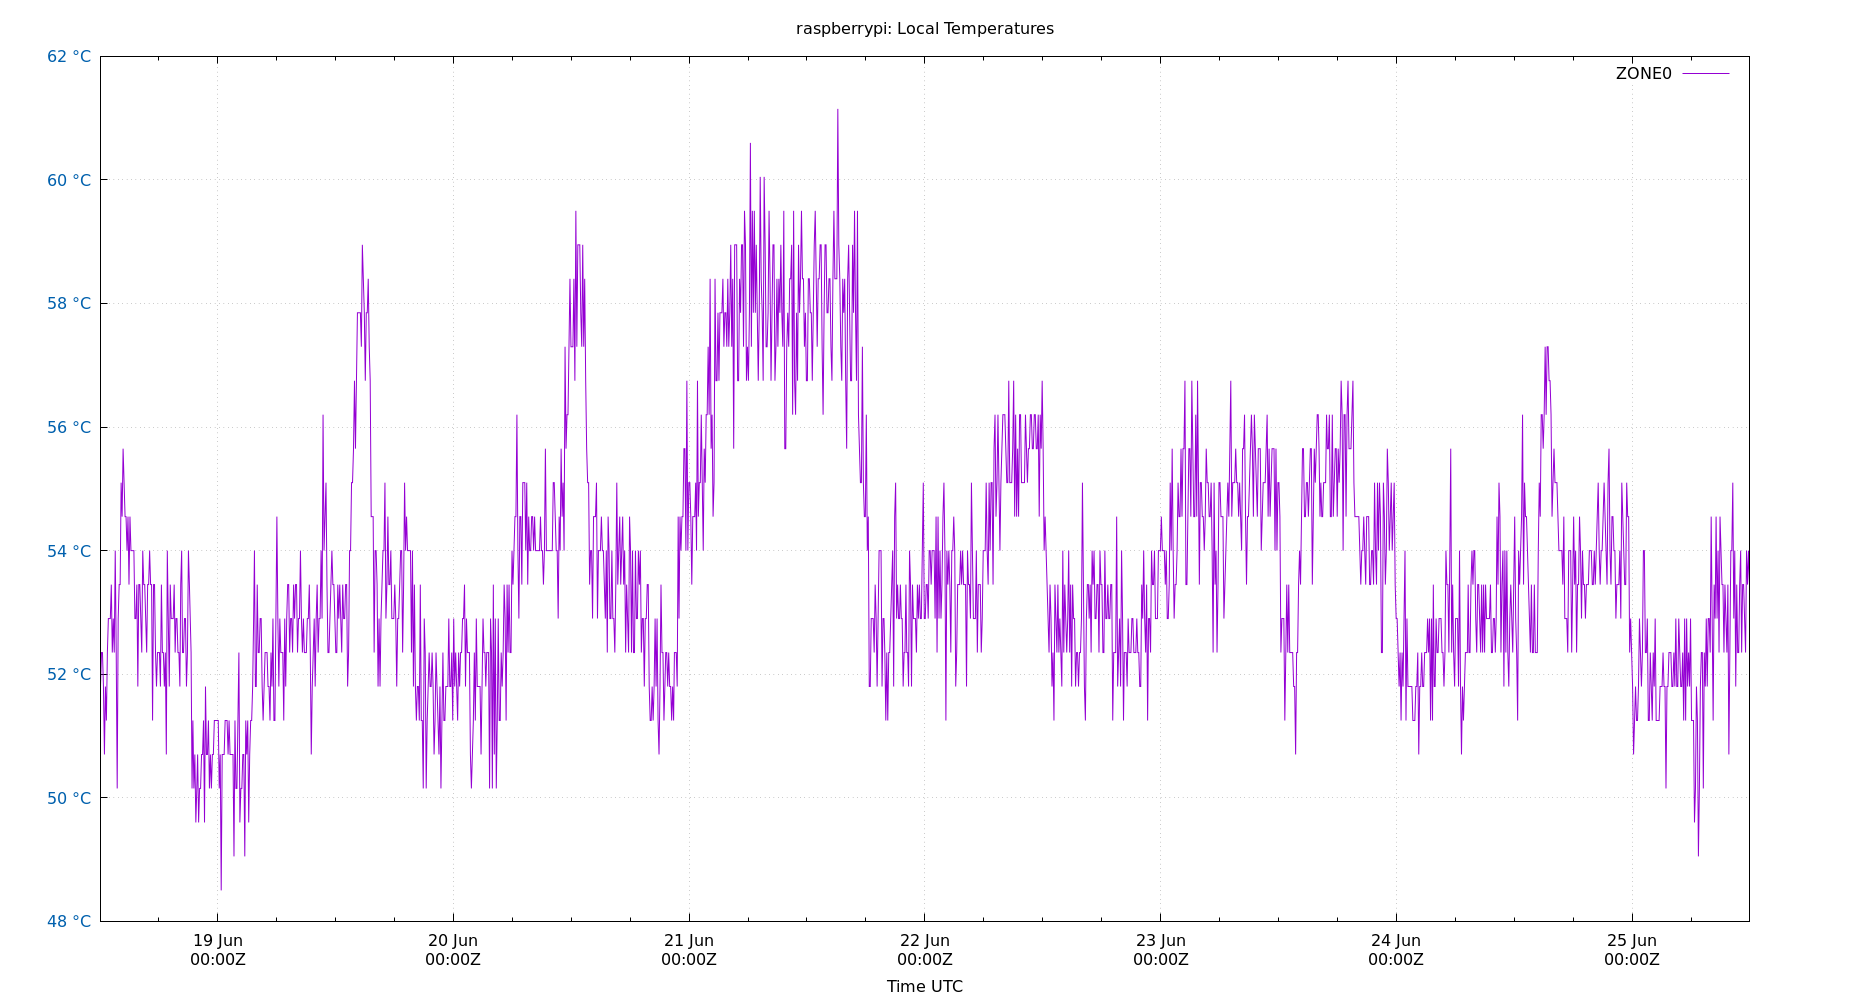 raspberrypi: Local Temperatures
62 °C
ZONE0
60 °C
58 °C
56 °C
54 °C
52 °C
50 °C
48 °C
19 Jun 20 Jun 21 Jun 22 Jun 23 Jun 24 Jun 25 Jun
00:00Z 00:00Z 00:00Z 00:00Z 00:00Z 00:00Z 00:00Z
Time UTC